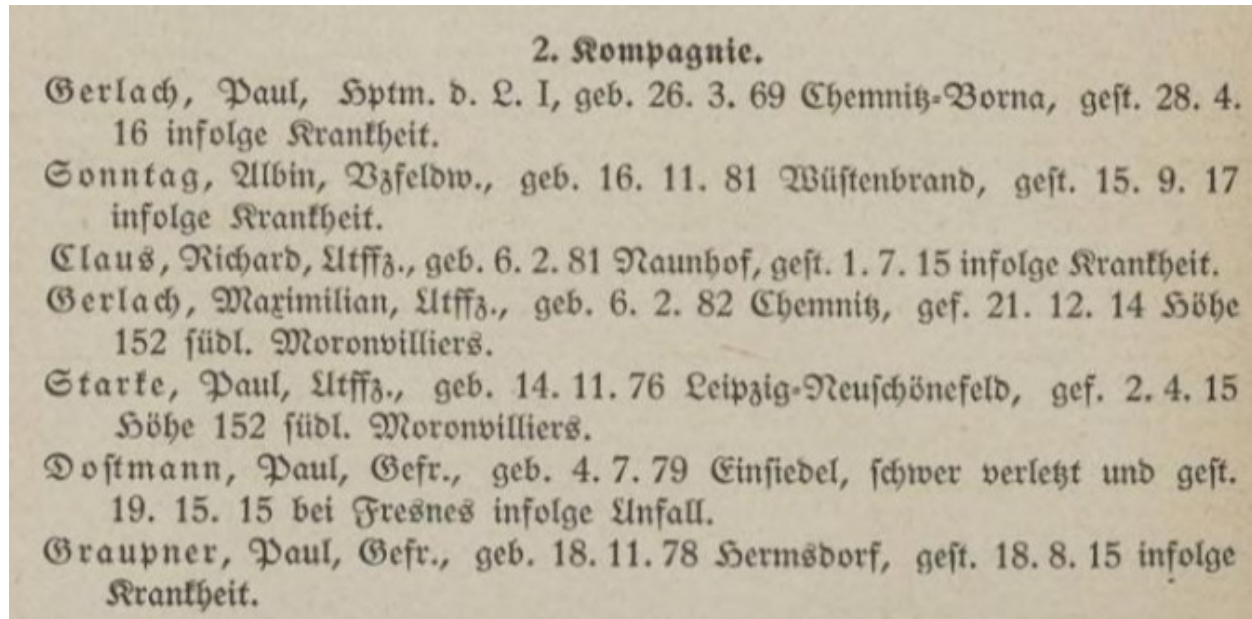 2. Kompagnie.
Gerlach, Paul, Hptm. d. L. I, geb. 26. 3. 69 Chemnitz-Borna, gest. 28. 4.
16 infolge Krankheit.
Sonntag, Albin, Vzfeldw., geb. 16. 11. 81 Wüstenbrand, gest. 15. 9. 17
infolge Krankheit.
Claus, Richard, Utffz., geb. 6. 2. 81 Naunhof, gest. 1. 7. 15 infolge Krankheit.
Gerlach, Maximilian, Utffz., geb. 6. 2. 82 Chemnitz, gef. 21. 12. 14 Höhe
152 südl. Moronvilliers.
Starke, Paul, Utffz., geb. 14. 11. 76 Leipzig-Neuschönefeld, gef. 2. 4. 15
Höhe 152 südl. Moronvilliers.
Dostmann, Paul, Gefr., geb. 4. 7. 79 Einsiedel, schwer verletzt und gest.
19. 15. 15 bei Fresnes infolge Unfall.
Graupner, Paul, Gefr., geb. 18. 11. 78 Hermsdorf, gest. 18. 8. 15 infolge
Krankheit.